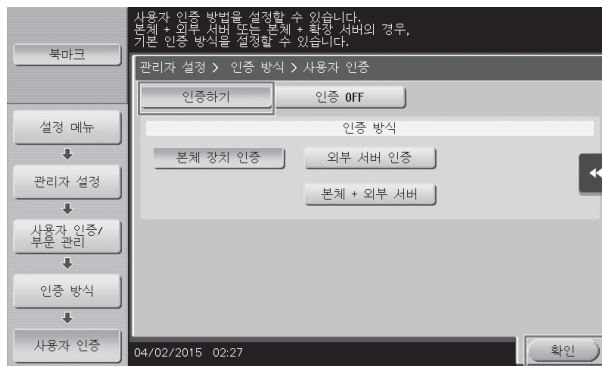 사용자 인증 방법을 설정할 수 있습니다.
본체 + 외부 서버 또는 본체 + 확장 서버의 경우,
기본 인증 방식을 설정할 수 있습니다.
북마크
관리자 설정 > 인증 방식 > 사용자 인증
인증하기
인증 OFF
인증 방식
설정 메뉴
본체 장치 인증
외부 서버 인증
관리자 설정
본체 + 외부 서버
사용자 인증/
부문 관리
인증 방식
사용자 인증
04/02/2015 02:27
확인